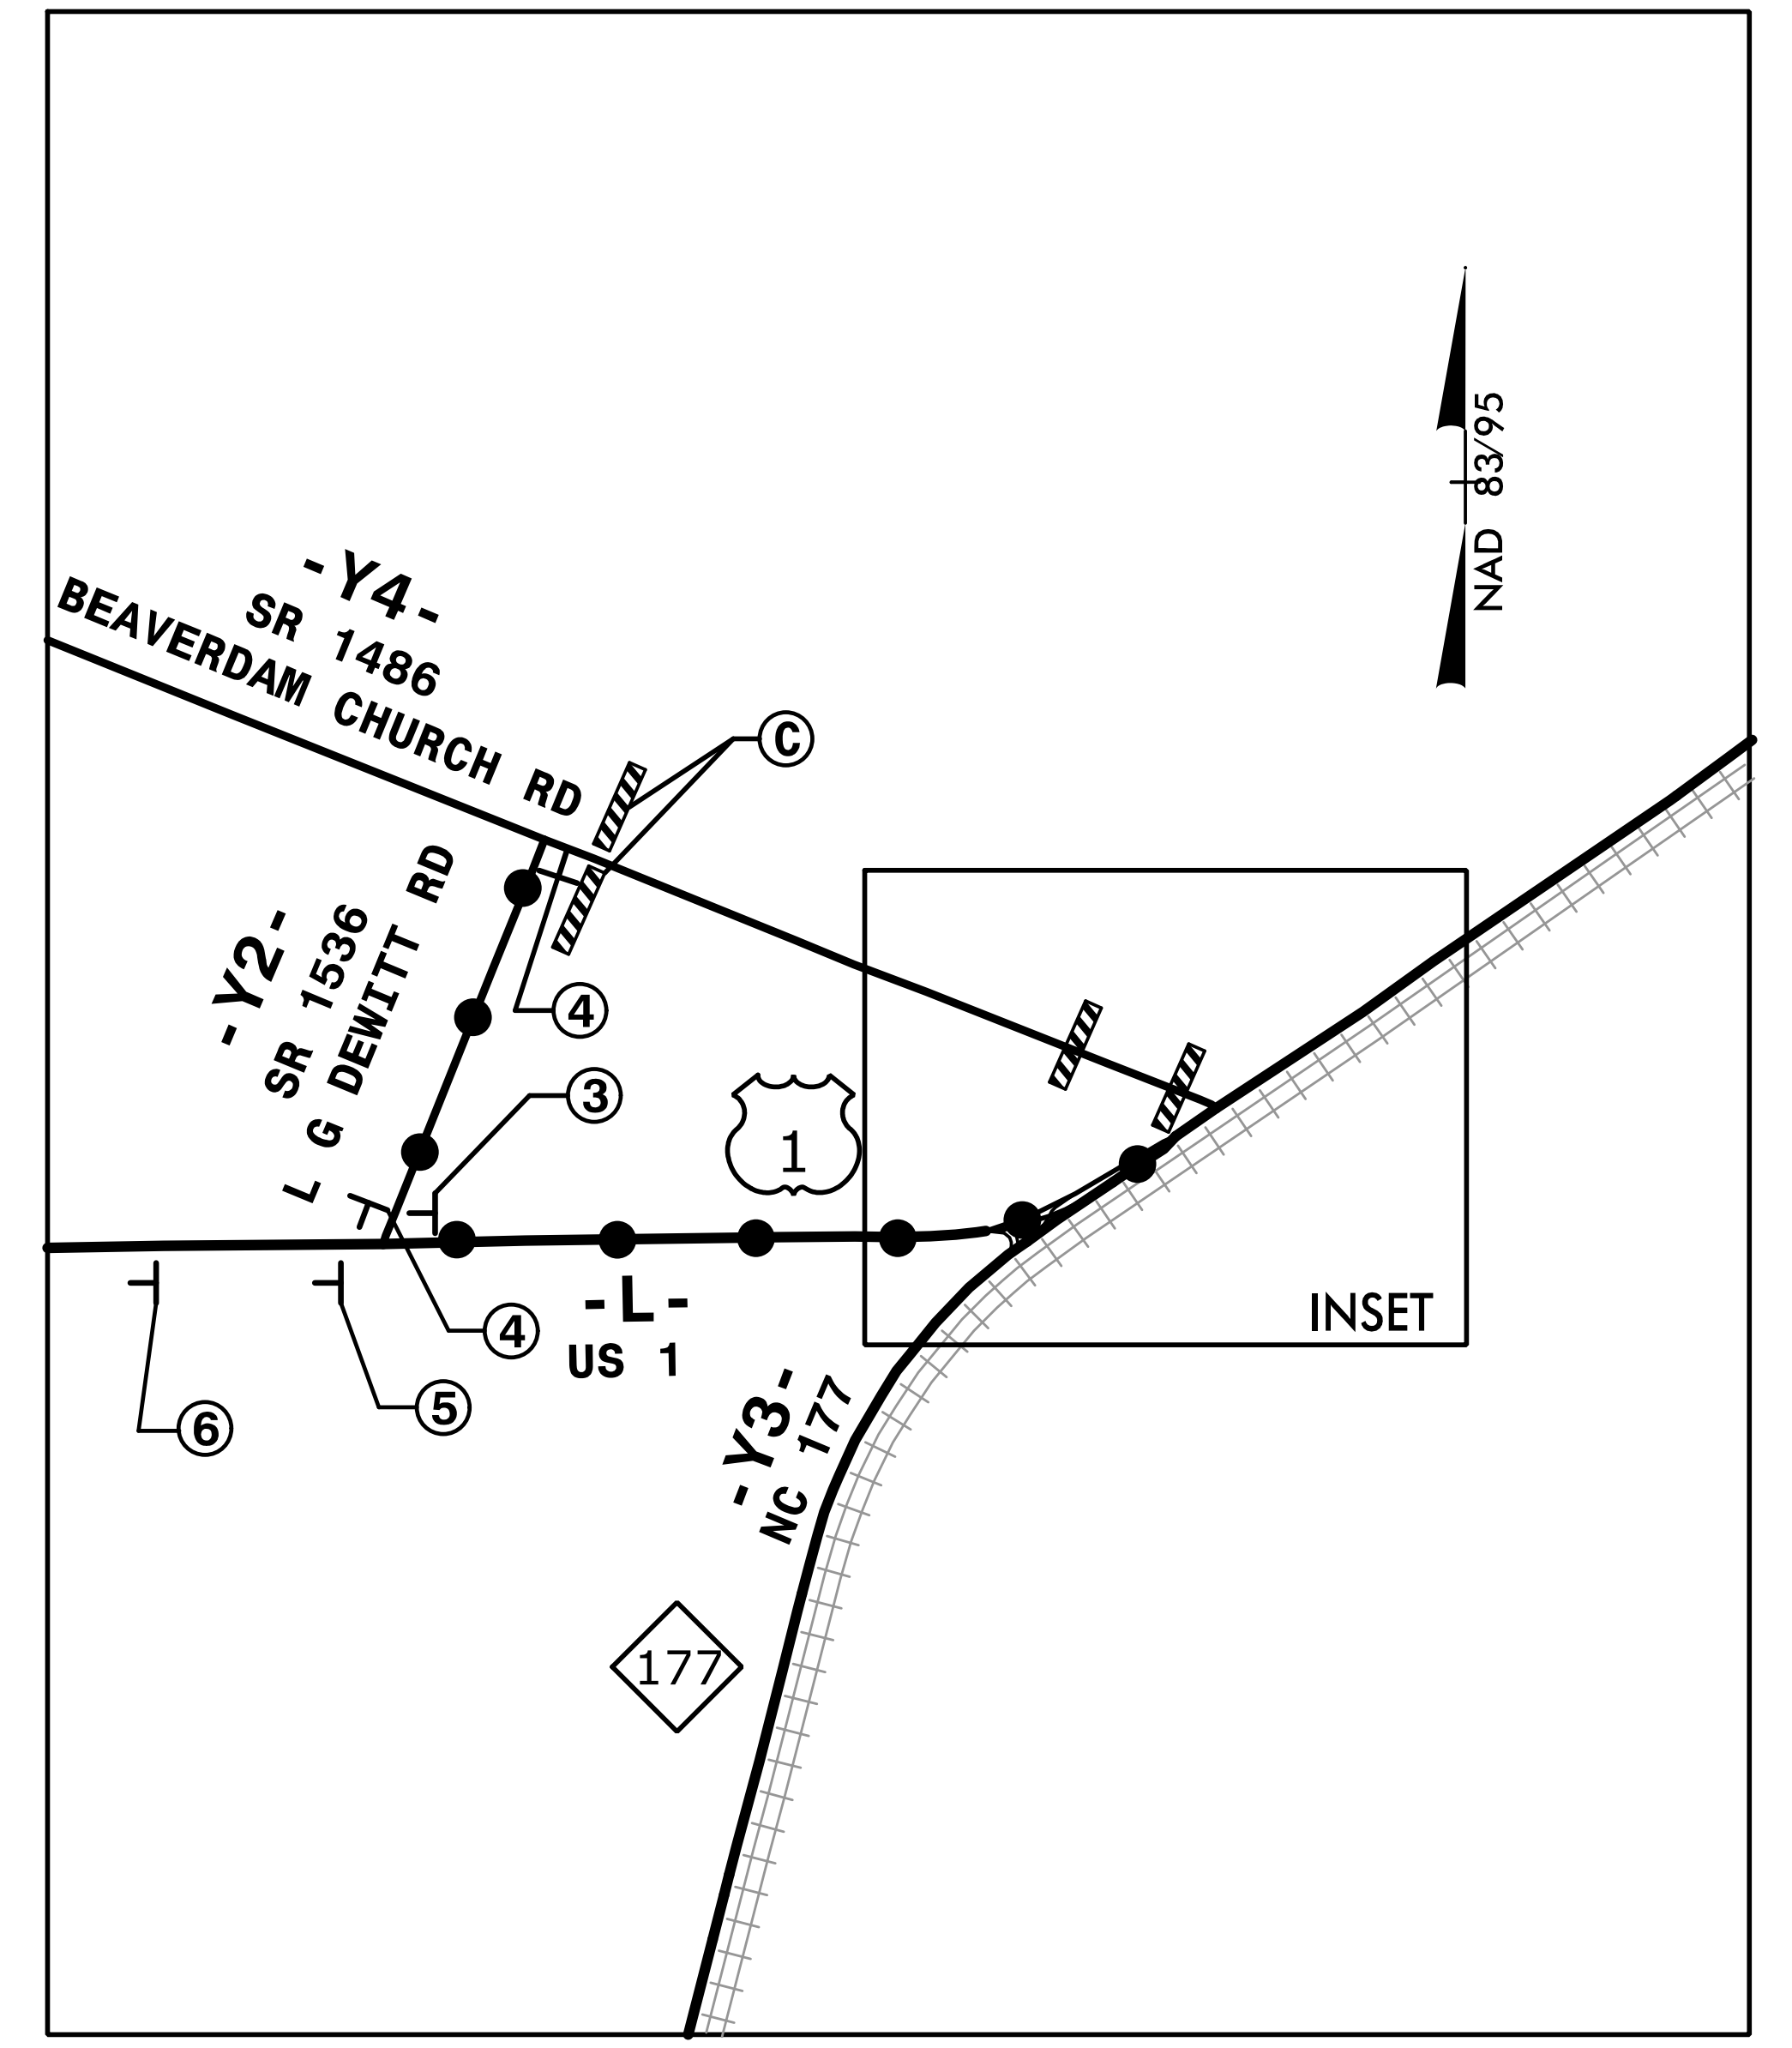 NAD 83/95
-Y4-
SR 1486
BEAVERDAM CHURCH RD
C
-Y2-
SR 1536
L G DEWITT RD
4
3
1
INSET
-L-
US 1
4
5
6
-Y3-
NC 177
177